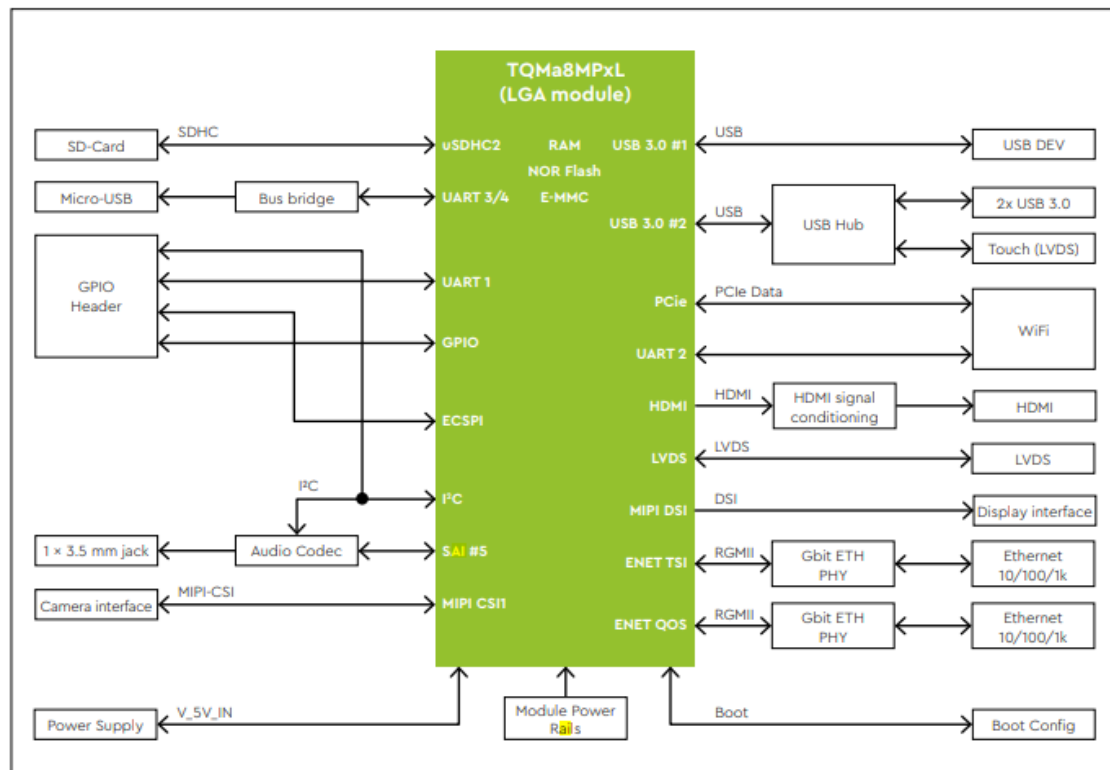 TQMa8MPxL
(LGA module)
SDHC
SD-Card
uSDHC2
RAM
USB 3.0 #1
USB
USB DEV
NOR Flash
Micro-USB
Bus bridge
UART 3/4
E-MMC
USB 3.0 #2
USB
USB Hub
2x USB 3.0
Touch (LVDS)
GPIO
Header
UART 1
GPIO
ECSPI
PCie
PCIe Data
WiFi
UART 2
HDMI
HDMI
HDMI signal
conditioning
HDMI
LVDS
LVDS
LVDS
I²C
I²C
MIPI DSI
DSI
Display interface
1 × 3.5 mm jack
Audio Codec
SAI #5
ENET TSI
RGMII
Gbit ETH
PHY
Ethernet
10/100/1k
Camera interface
MIPI-CSI
MIPI CSI1
ENET QOS
RGMII
Gbit ETH
PHY
Ethernet
10/100/1k
Power Supply
V_5V_IN
Module Power
Rails
Boot
Boot Config